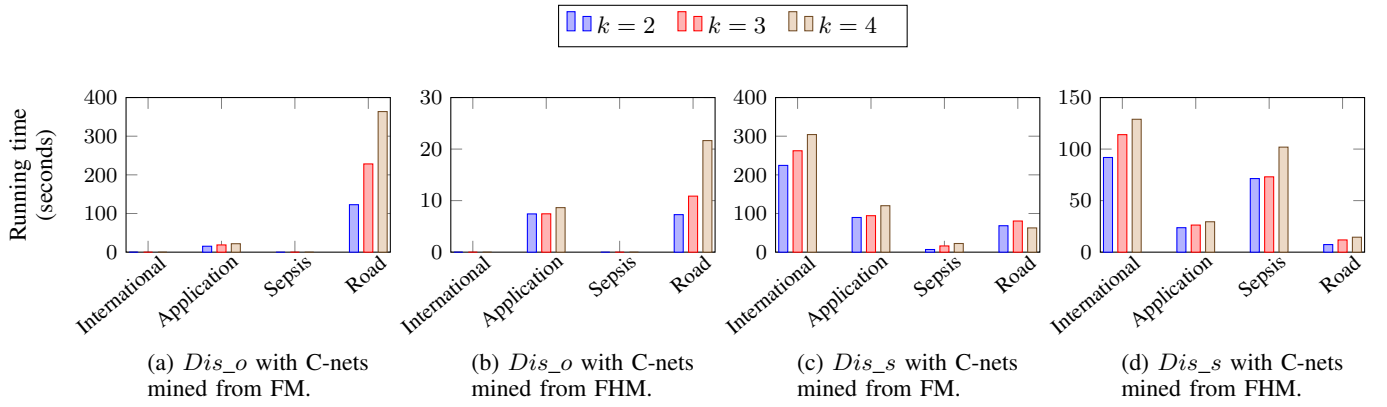 k = 2 k = 3 k = 4
Running time
(seconds)
400
300
200
100
0
International
Application
Sepsis
Road
(a) Dis_o with C-nets
mined from FM.
30
20
10
0
International
Application
Sepsis
Road
(b) Dis_o with C-nets
mined from FHM.
400
300
200
100
0
International
Application
Sepsis
Road
(c) Dis_s with C-nets
mined from FM.
150
100
50
0
International
Application
Sepsis
Road
(d) Dis_s with C-nets
mined from FHM.